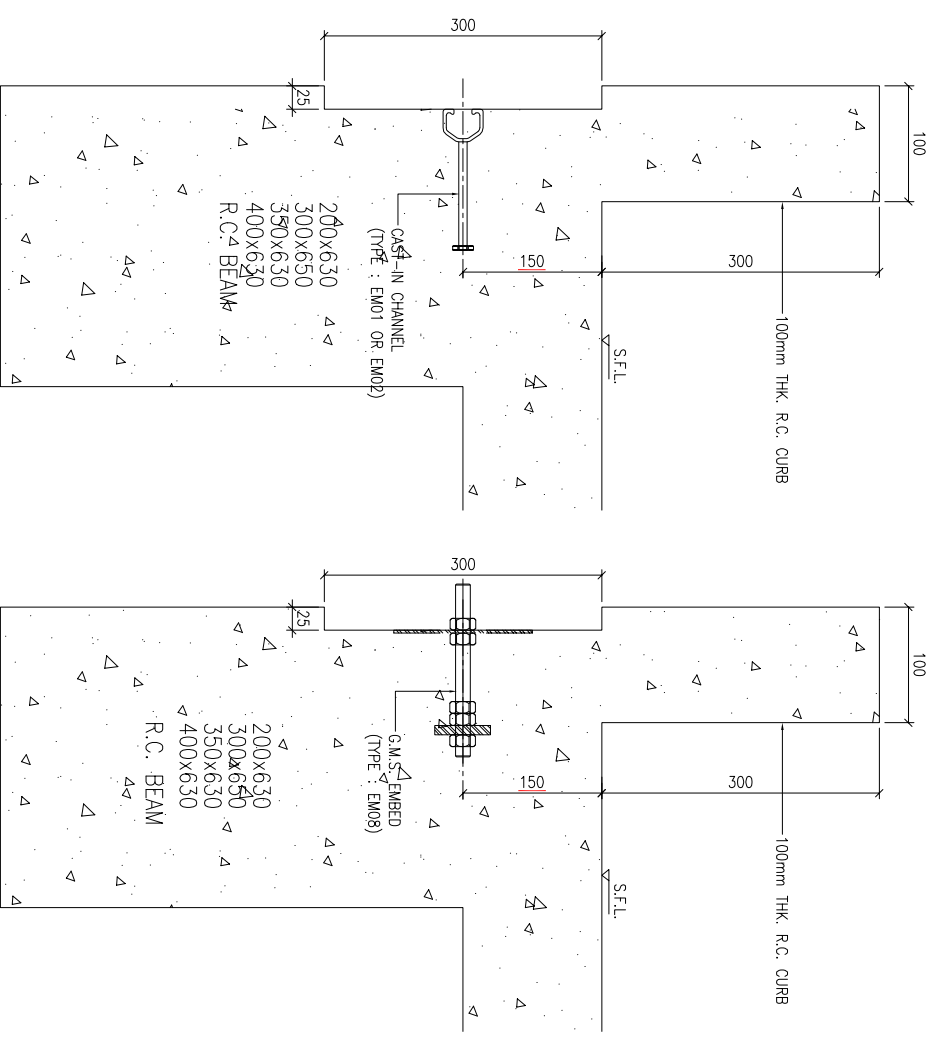 300
100
25
CAST-IN CHANNEL
(TYPE : EM01 OR EM02)
200x630
300x650
350x630
400x630
R.C. BEAM
150
300
S.F.L.
100mm THK. R.C. CURB
300
100
25
G.M.S. EMBED
(TYPE : EM08)
200x630
300x650
350x630
400x630
R.C. BEAM
150
300
S.F.L.
100mm THK. R.C. CURB